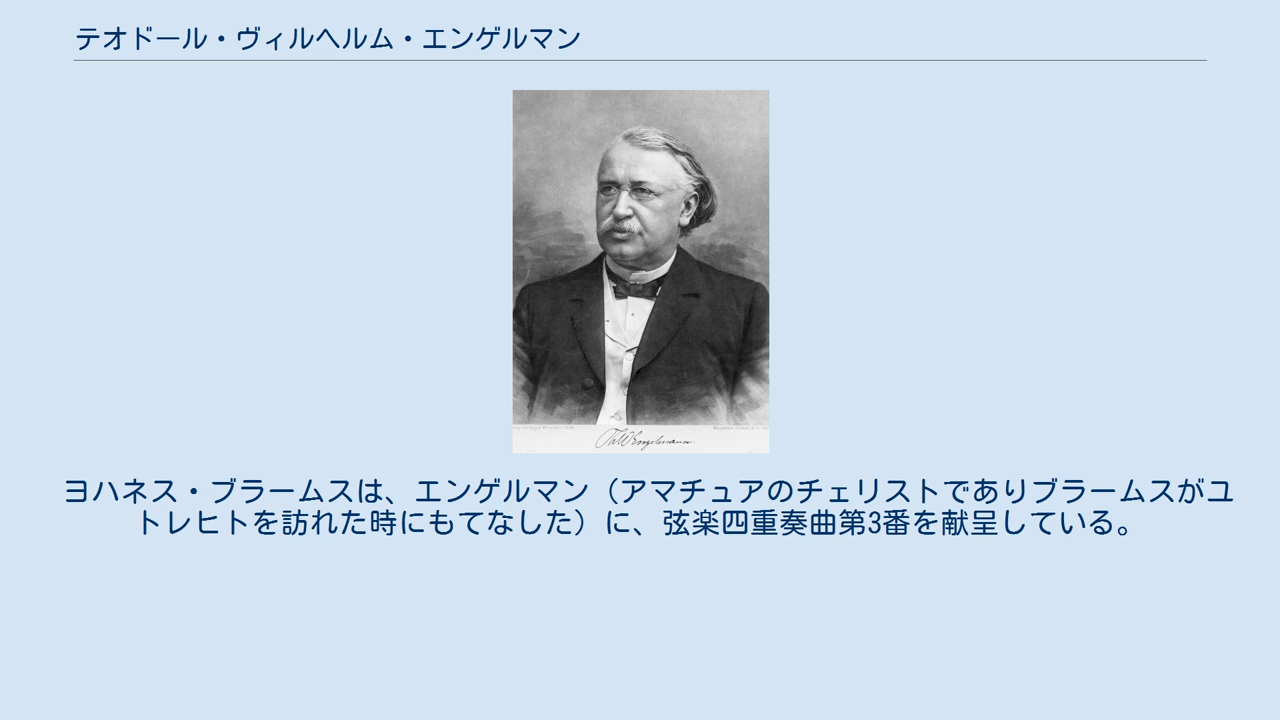 テオドール・ヴィルヘルム・エンゲルマン
ThWEngelmann
ヨハネス・ブラームスは、エンゲルマン（アマチュアのチェリストでありブラームスがユ
トレヒトを訪れた時にもてなした）に、弦楽四重奏曲第3番を献呈している。